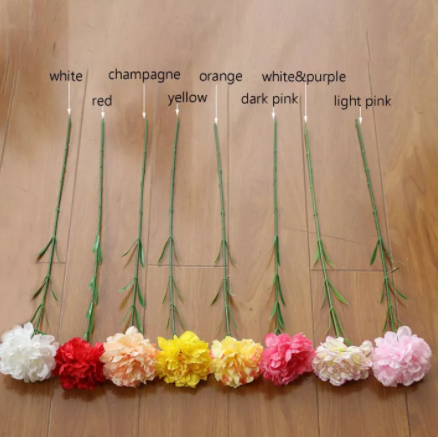 white
red
champagne
yellow
orange
dark pink
white&purple
light pink